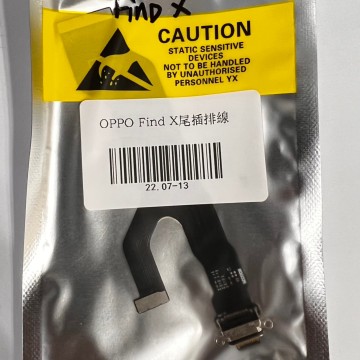 Find X
CAUTION
STATIC SENSITIVE
DEVICES
NOT TO BE HANDLED
BY UNAUTHORISED
PERSONNEL YX
OPPO Find X尾插排線
22.07-13